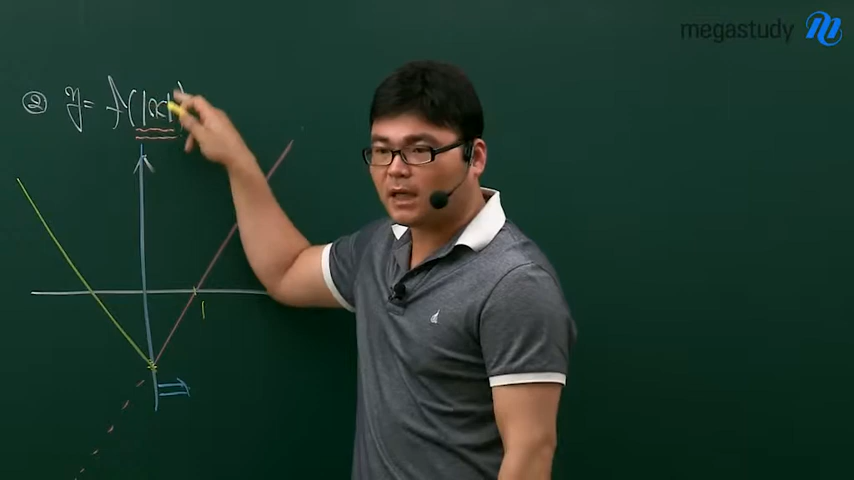 megastudy
② y = f(|x|)
1